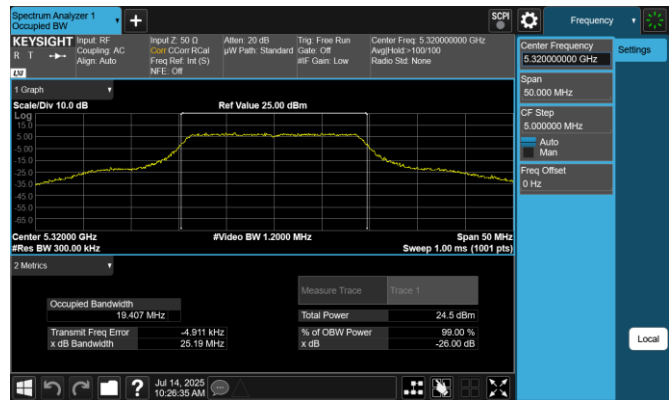 Spectrum Analyzer 1
Occupied BW
SCPI
Frequency
KEYSIGHT
R T
LXI
Input: RF
Coupling: AC
Align: Auto
Input Z: 50 Ω
Corr CCorr RCal
Freq Ref: Int (S)
NFE: Off
Atten: 20 dB
µW Path: Standard
Trig: Free Run
Gate: Off
#IF Gain: Low
Center Freq: 5.320000000 GHz
Avg|Hold:>100/100
Radio Std: None
Center Frequency
5.320000000 GHz
Settings
Span
50.000 MHz
CF Step
5.000000 MHz
Auto
Man
Freq Offset
0 Hz
Local
1 Graph
Scale/Div 10.0 dB
Ref Value 25.00 dBm
Log
15.0
5.00
-5.00
-15.0
-25.0
-35.0
-45.0
-55.0
-65.0
Center 5.32000 GHz
#Video BW 1.2000 MHz
Span 50 MHz
#Res BW 300.00 kHz
Sweep 1.00 ms (1001 pts)
2 Metrics
Measure Trace
Trace 1
Occupied Bandwidth
19.407 MHz
Total Power
24.5 dBm
Transmit Freq Error
-4.911 kHz
% of OBW Power
99.00 %
x dB Bandwidth
25.19 MHz
x dB
-26.00 dB
?
Jul 14, 2025
10:26:35 AM